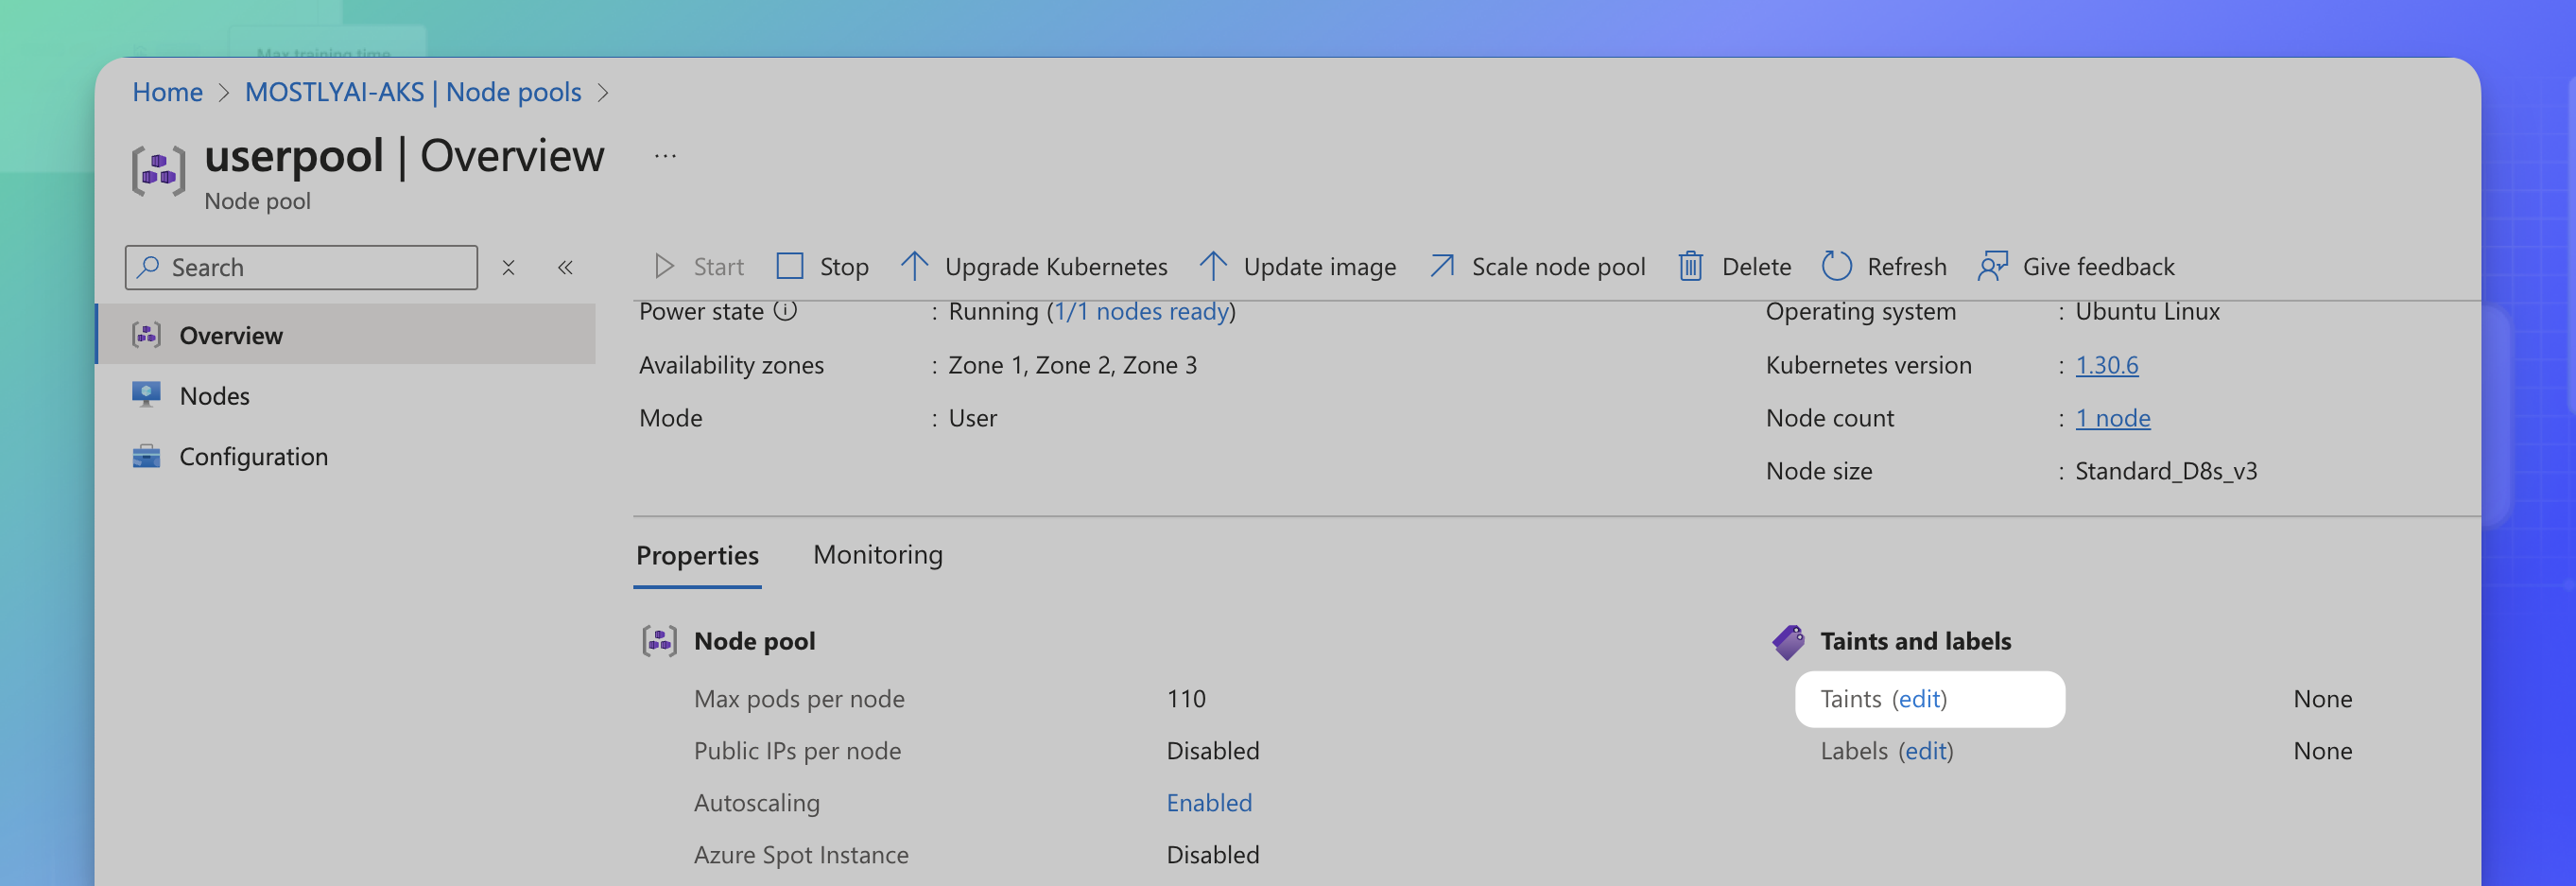 Max training time
Home > MOSTLYAI-AKS | Node pools >
userpool | Overview ...
Node pool
Search
Start Stop Upgrade Kubernetes Update image Scale node pool Delete Refresh Give feedback
Overview
Nodes
Configuration
Power state : Running (1/1 nodes ready)
Availability zones : Zone 1, Zone 2, Zone 3
Mode : User
Operating system : Ubuntu Linux
Kubernetes version : 1.30.6
Node count : 1 node
Node size : Standard_D8s_v3
Properties Monitoring
Node pool
Max pods per node 110
Public IPs per node Disabled
Autoscaling Enabled
Azure Spot Instance Disabled
Taints and labels
Taints (edit) None
Labels (edit) None